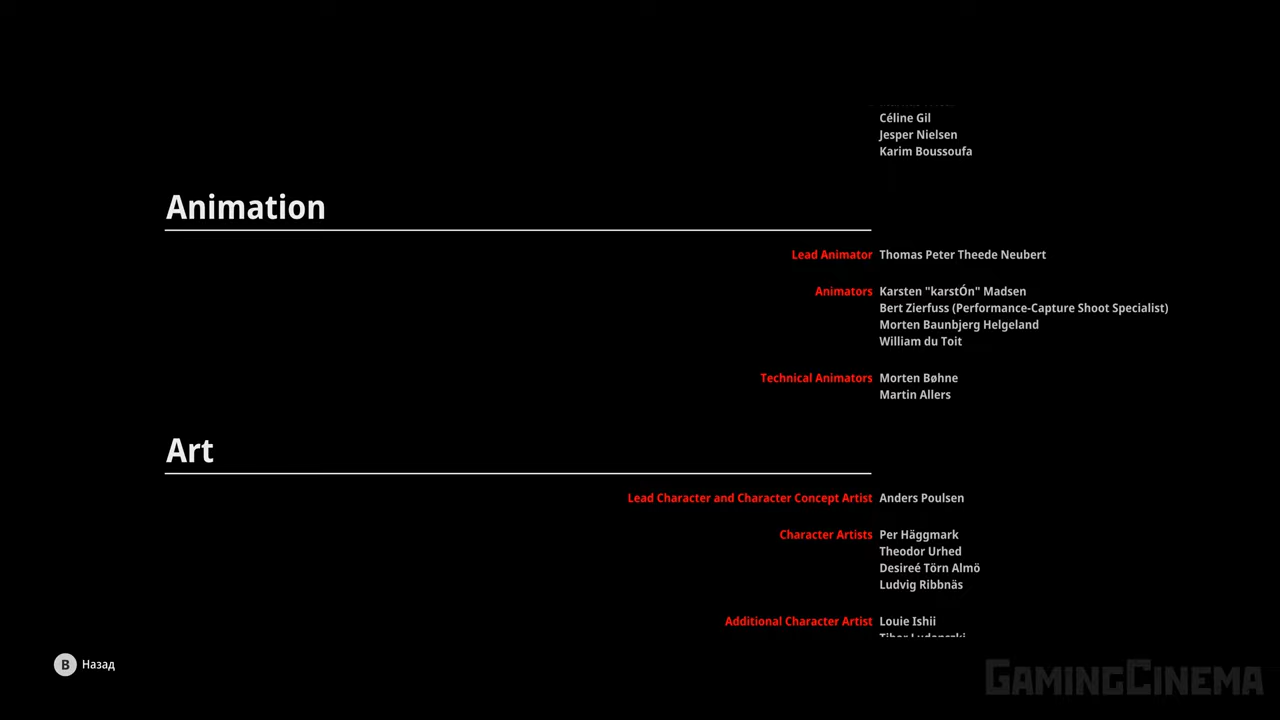 Céline Gil
Jesper Nielsen
Karim Boussoufa
Animation
Lead Animator Thomas Peter Theede Neubert
Animators Karsten "karstÓn" Madsen
Bert Zierfuss (Performance-Capture Shoot Specialist)
Morten Baunbjerg Helgeland
William du Toit
Technical Animators Morten Bøhne
Martin Allers
Art
Lead Character and Character Concept Artist Anders Poulsen
Character Artists Per Häggmark
Theodor Urhed
Desireé Törn Almö
Ludvig Ribbnäs
Additional Character Artist Louie Ishii
B Назад
GAMINGCINEMA